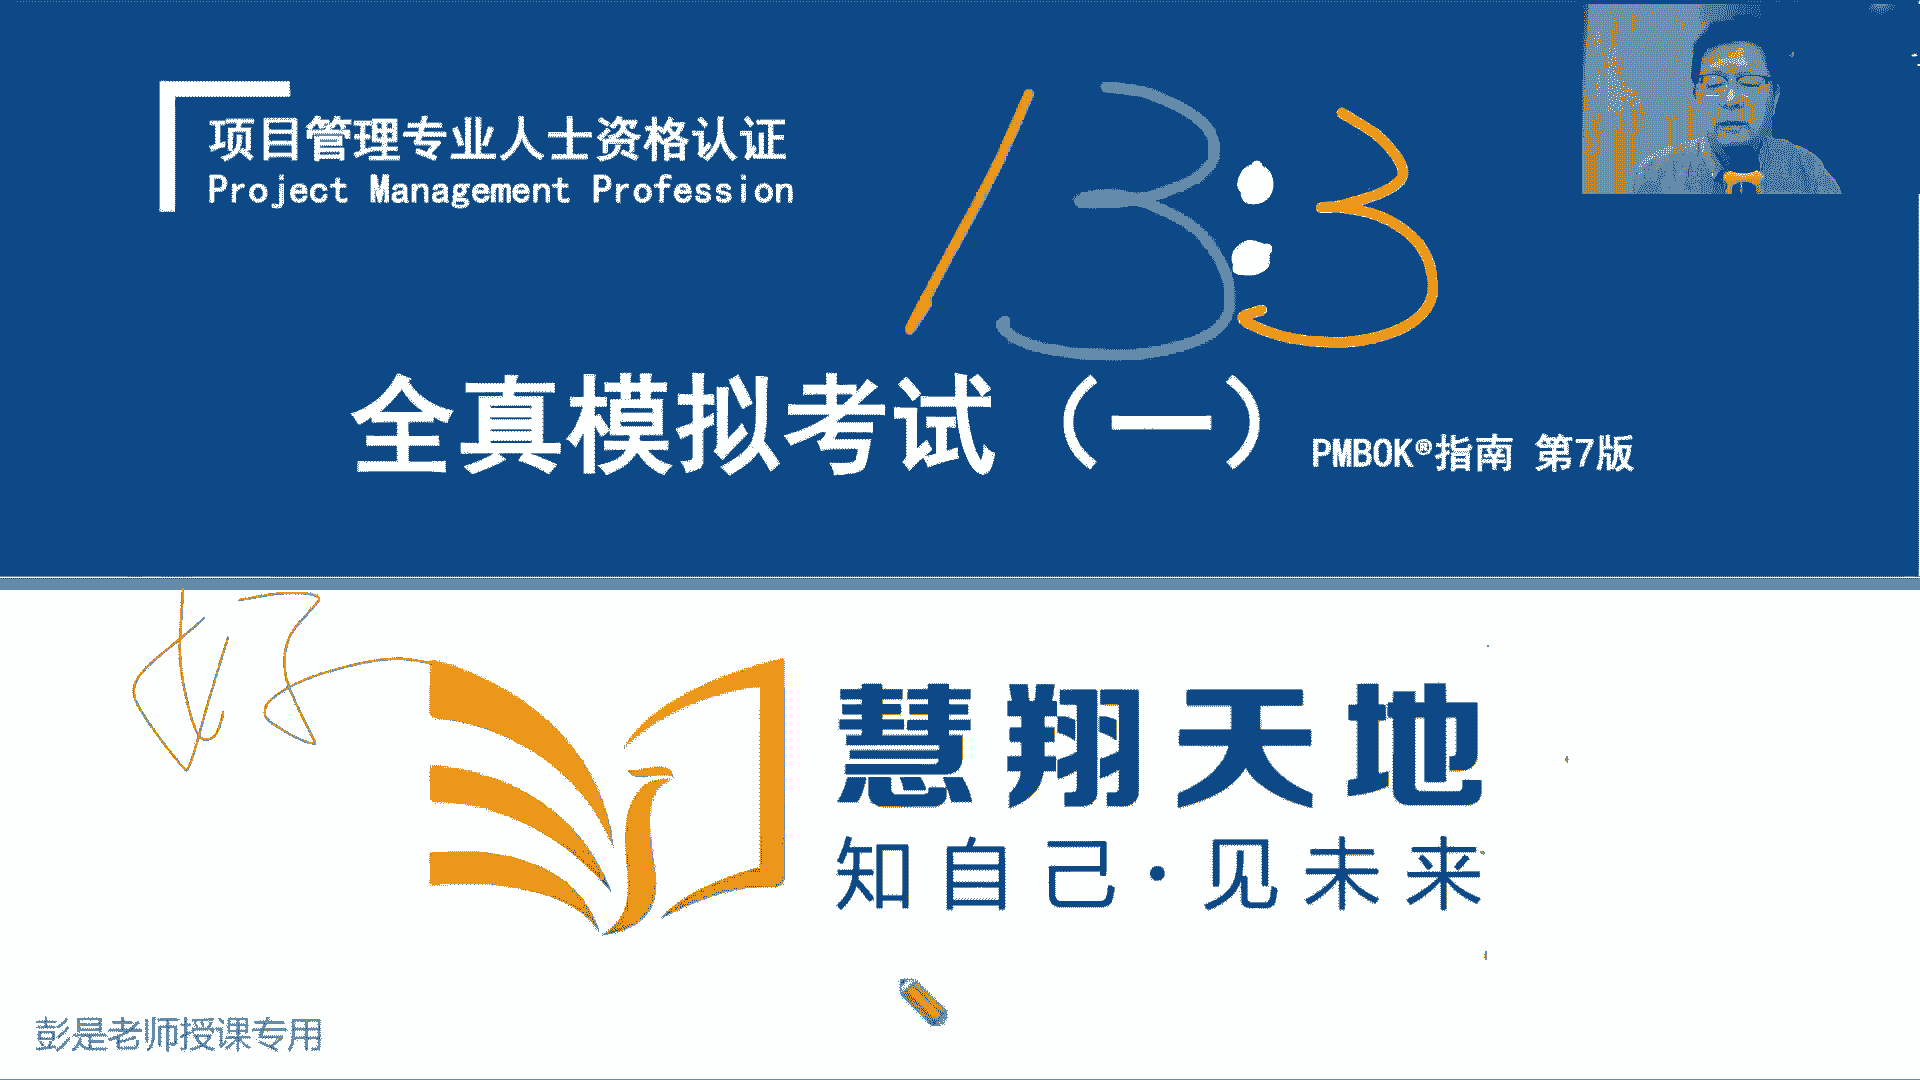 项目管理专业人士资格认证
Project Management Profession
13:3
全真模拟考试（一）
PMBOK®指南 第7版
好
慧翔天地
知自己·见未来
彭是老师授课专用